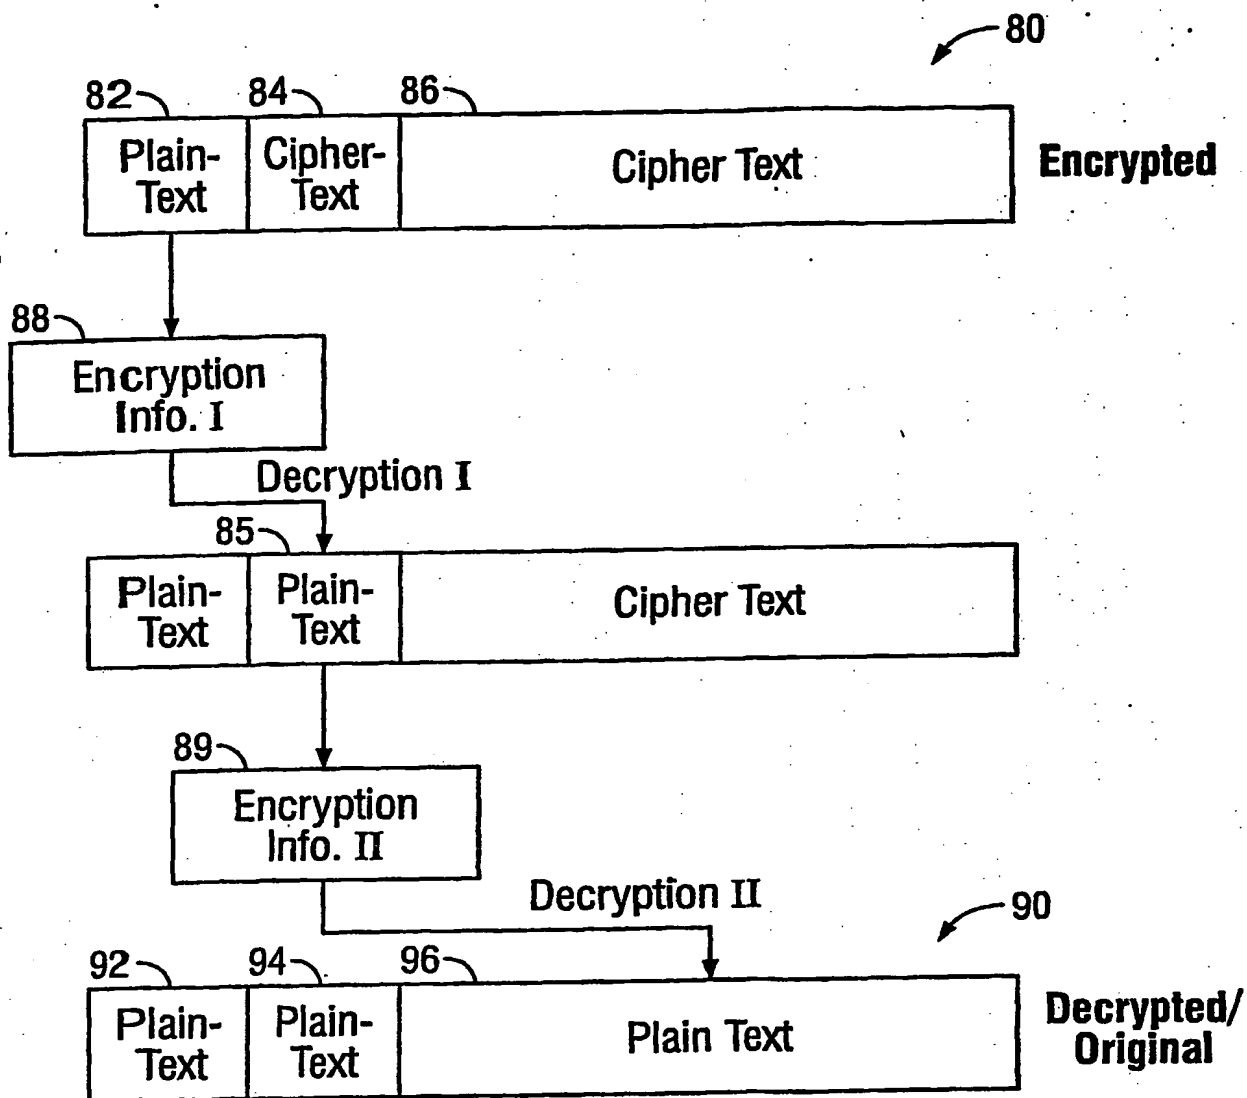 80
82 84 86
Plain-
Text
Cipher-
Text
Cipher Text
Encrypted
88
Encryption
Info. I
Decryption I
85
Plain-
Text
Plain-
Text
Cipher Text
89
Encryption
Info. II
Decryption II
90
92 94 96
Plain-
Text
Plain-
Text
Plain Text
Decrypted/
Original